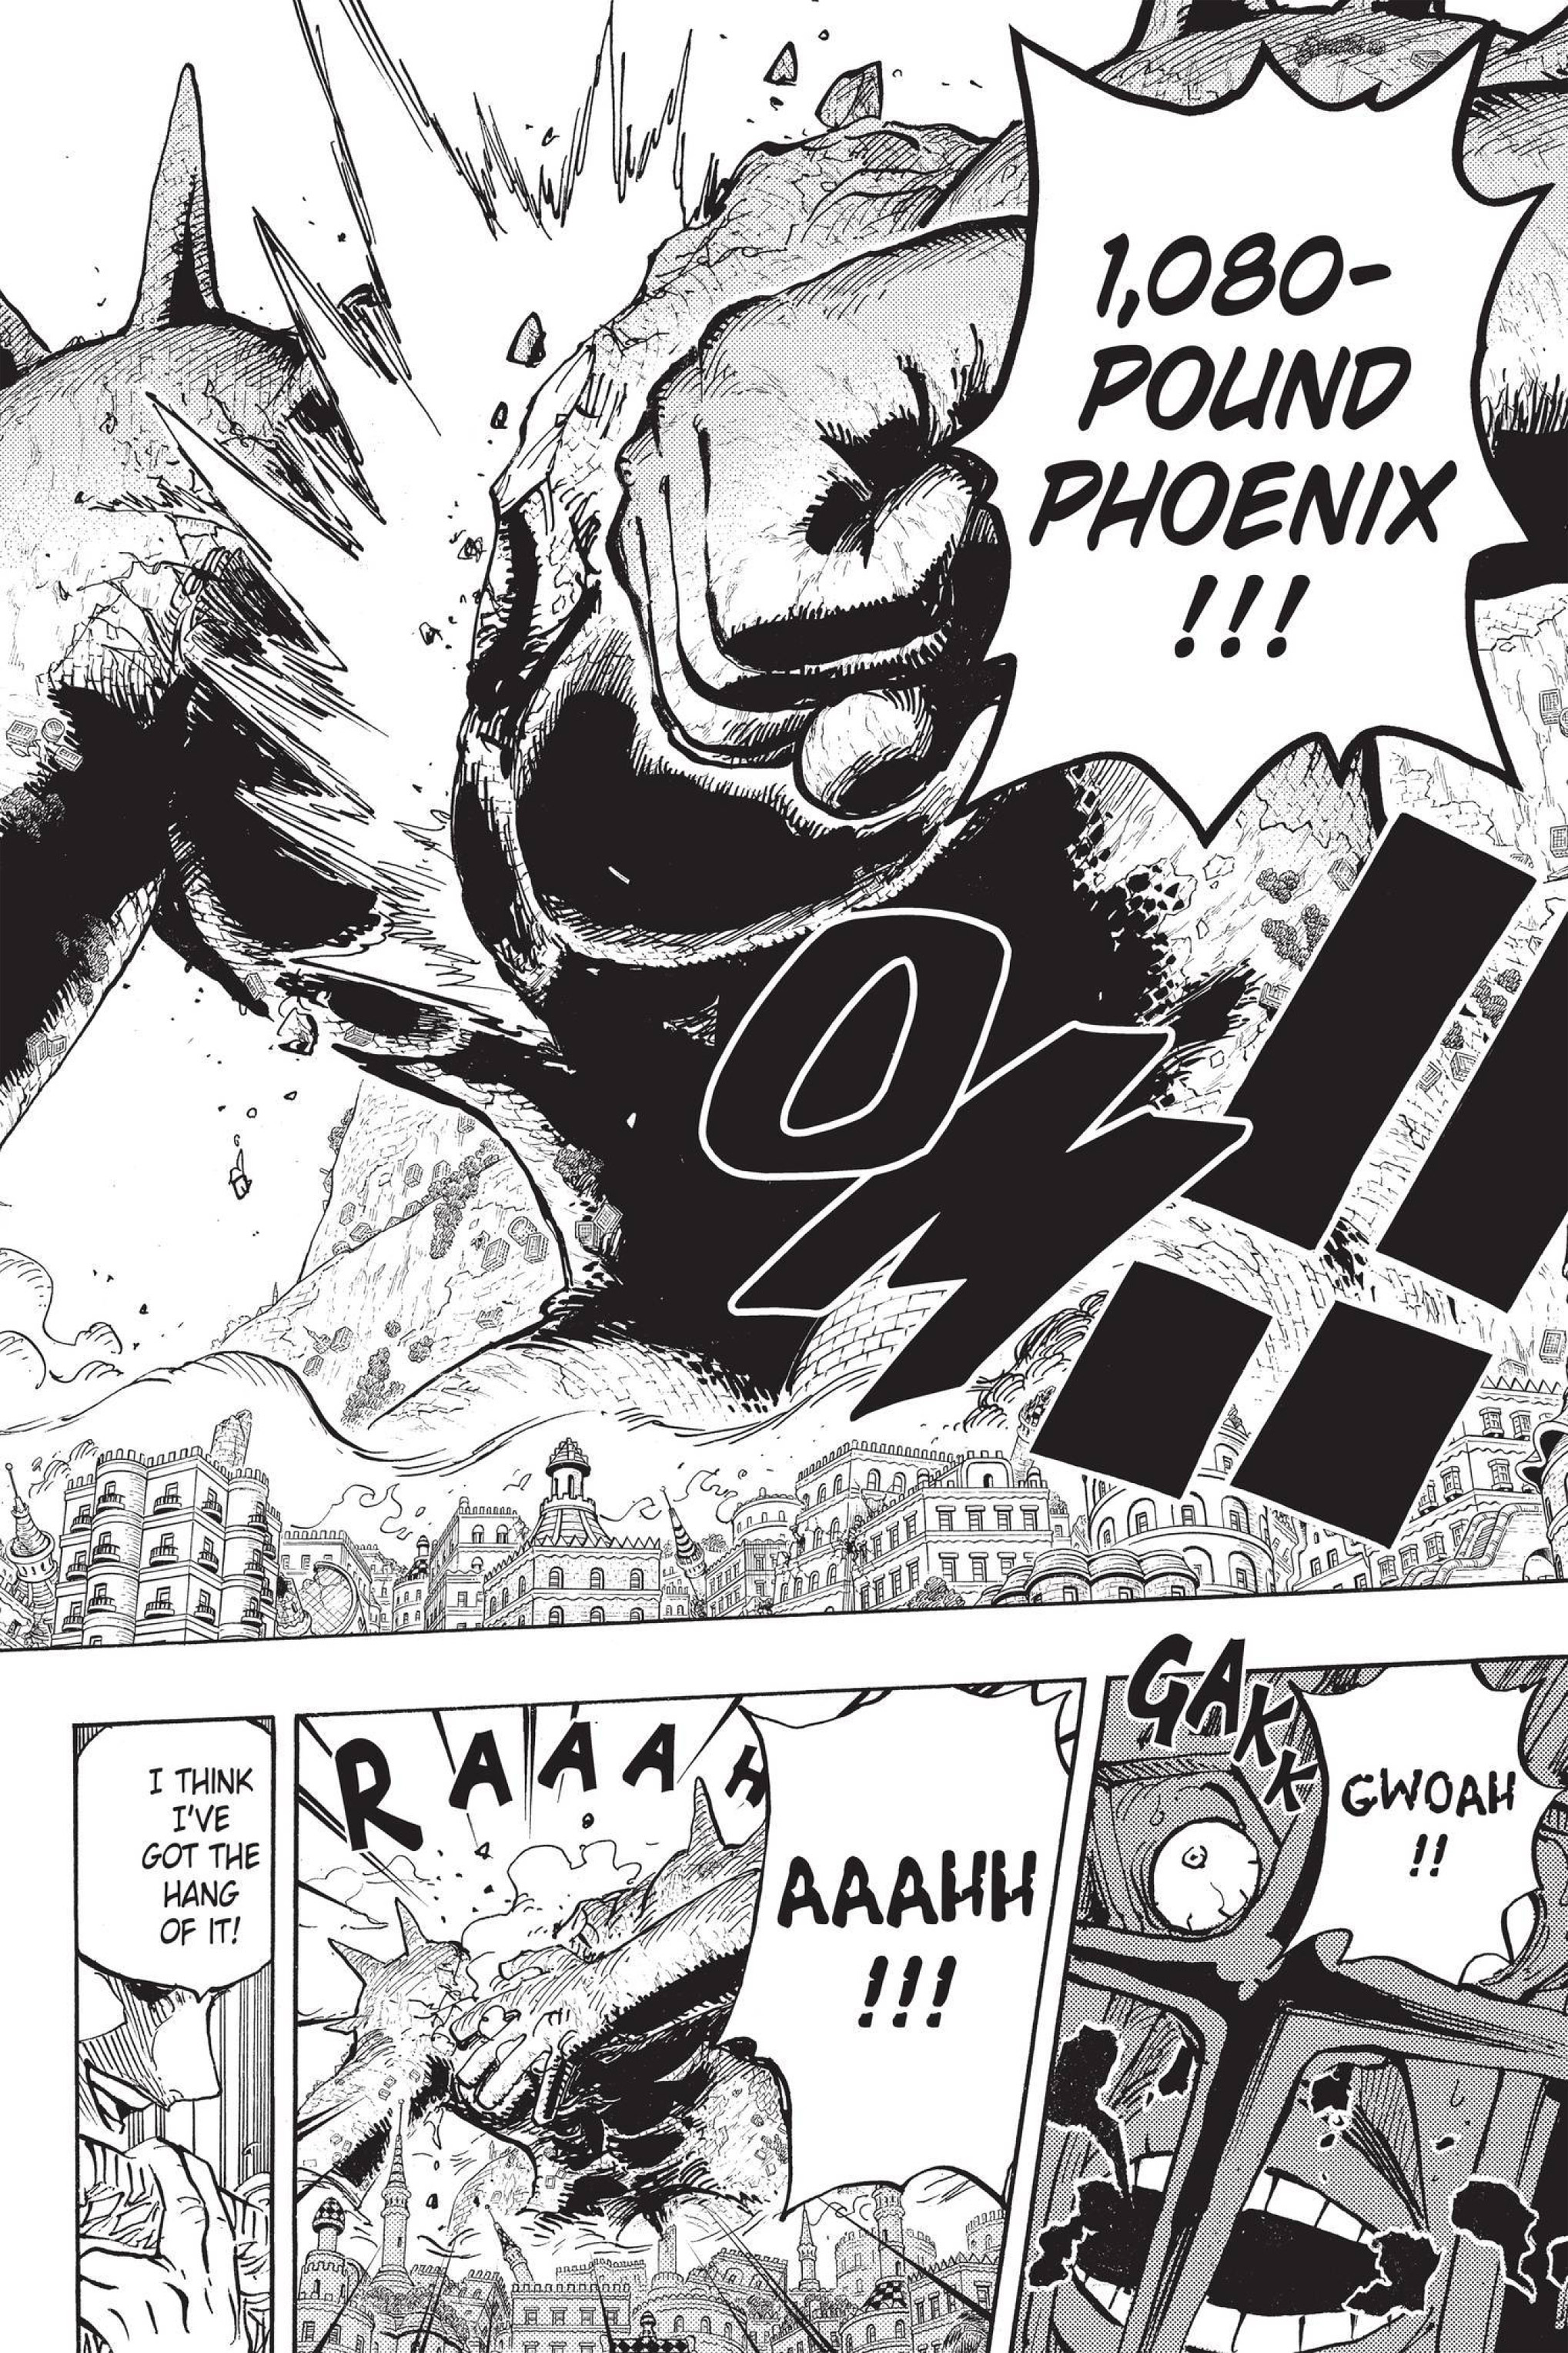 1,080-
POUND
PHOENIX
!!!
GAKK
GWOAH
!!
RAAAH
AAAHH
!!!
I THINK
I'VE
GOT THE
HANG
OF IT!